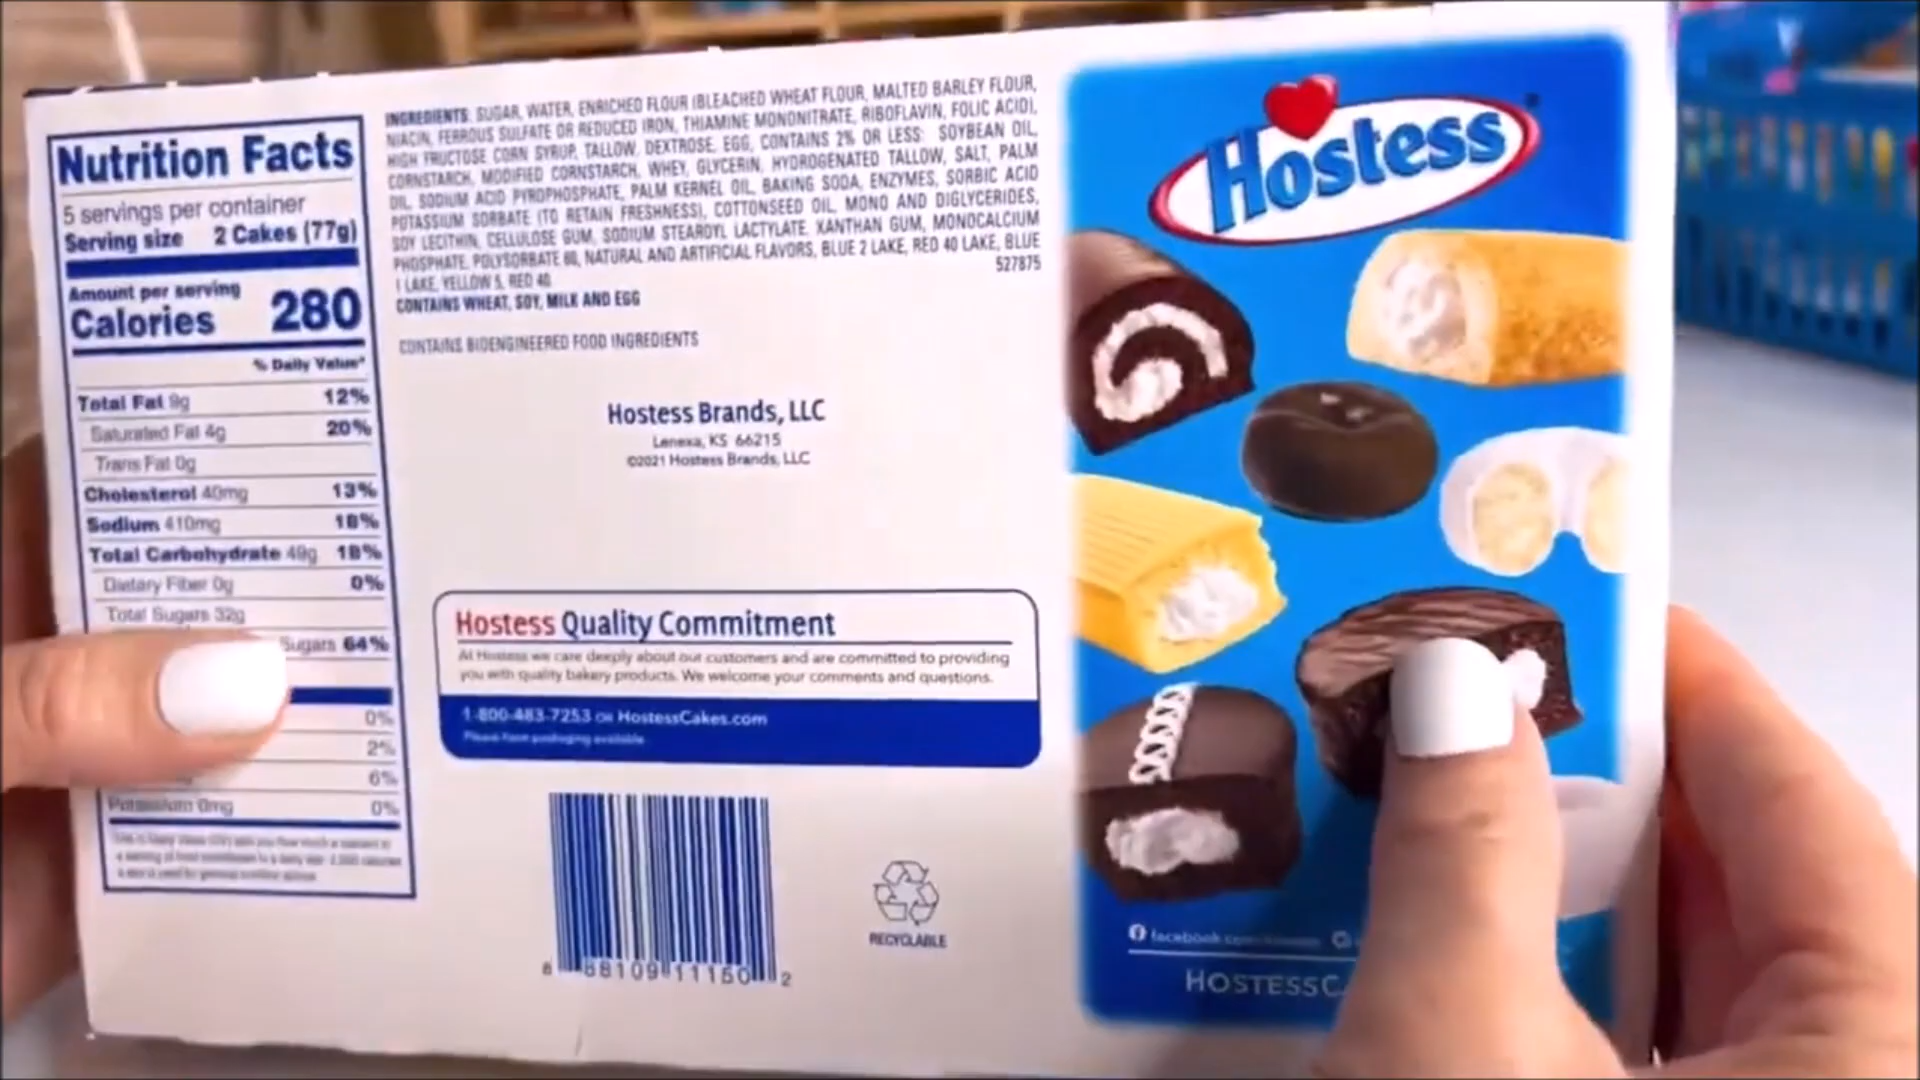 Nutrition Facts
5 servings per container
Serving size 2 Cakes (77g)
Amount per serving
Calories 280
% Daily Value*
Total Fat 9g 12%
Saturated Fat 4g 20%
Trans Fat 0g
Cholesterol 40mg 13%
Sodium 410mg 18%
Total Carbohydrate 49g 18%
Dietary Fiber 0g 0%
Total Sugars 32g
Sugars 64%
0%
2%
6%
Potassium 0mg 0%
INGREDIENTS: SUGAR, WATER, ENRICHED FLOUR (BLEACHED WHEAT FLOUR, MALTED BARLEY FLOUR,
NIACIN, FERROUS SULFATE OR REDUCED IRON, THIAMINE MONONITRATE, RIBOFLAVIN, FOLIC ACID),
HIGH FRUCTOSE CORN SYRUP, TALLOW, DEXTROSE, EGG, CONTAINS 2% OR LESS: SOYBEAN OIL,
CORNSTARCH, MODIFIED CORNSTARCH, WHEY, GLYCERIN, HYDROGENATED TALLOW, SALT, PALM
OIL, SODIUM ACID PYROPHOSPHATE, PALM KERNEL OIL, BAKING SODA, ENZYMES, SORBIC ACID
POTASSIUM SORBATE (TO RETAIN FRESHNESS), COTTONSEED OIL, MONO AND DIGLYCERIDES,
SOY LECITHIN, CELLULOSE GUM, SODIUM STEAROYL LACTYLATE, XANTHAN GUM, MONOCALCIUM
PHOSPHATE, POLYSORBATE 60, NATURAL AND ARTIFICIAL FLAVORS, BLUE 2 LAKE, RED 40 LAKE, BLUE
1 LAKE, YELLOW 5, RED 40
527875
CONTAINS WHEAT, SOY, MILK AND EGG
CONTAINS BIOENGINEERED FOOD INGREDIENTS
Hostess Brands, LLC
Lenexa, KS 66215
©2021 Hostess Brands, LLC
Hostess Quality Commitment
At Hostess we care deeply about our customers and are committed to providing
you with quality bakery products. We welcome your comments and questions.
1-800-483-7253 OR HostessCakes.com
Please have packaging available
8 88109 11150 2
RECYCLABLE
Hostess
HOSTESSC